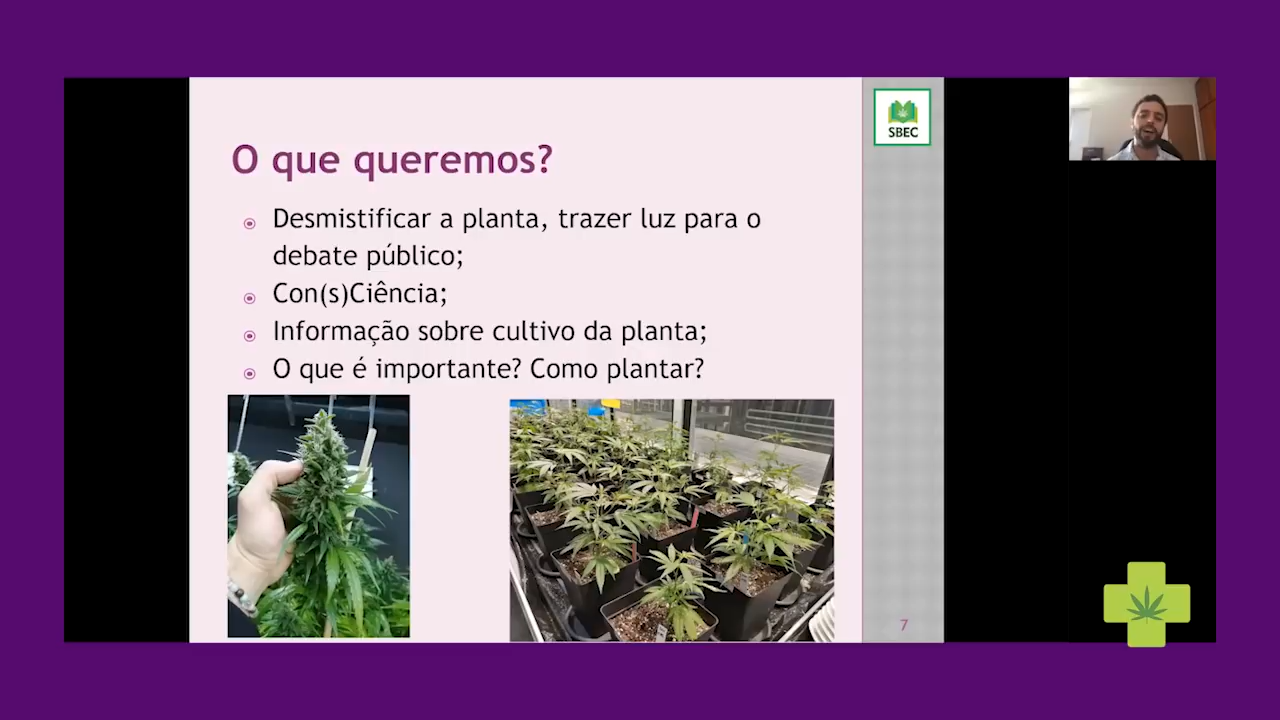 SBEC
O que queremos?
Desmistificar a planta, trazer luz para o
debate público;
Con(s)Ciência;
Informação sobre cultivo da planta;
O que é importante? Como plantar?
7